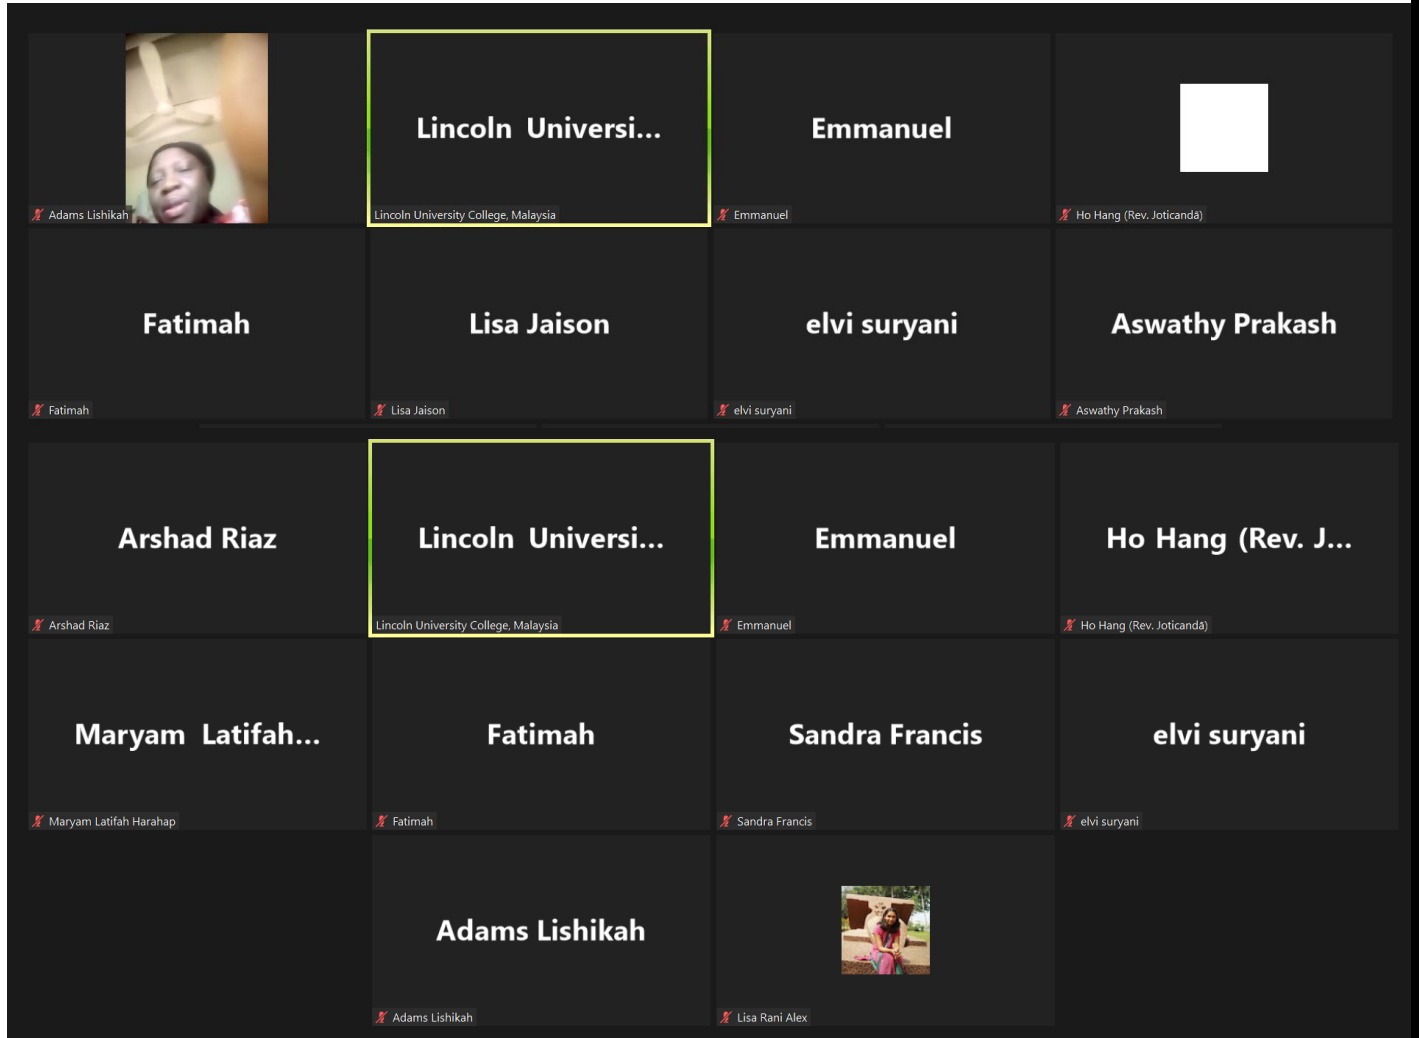 Adams Lishikah
Lincoln Universi...
Lincoln University College, Malaysia
Emmanuel
Emmanuel
Ho Hang (Rev. Joticandā)
Fatimah
Fatimah
Lisa Jaison
Lisa Jaison
elvi suryani
elvi suryani
Aswathy Prakash
Aswathy Prakash
Arshad Riaz
Arshad Riaz
Lincoln Universi...
Lincoln University College, Malaysia
Emmanuel
Emmanuel
Ho Hang (Rev. J...
Ho Hang (Rev. Joticandā)
Maryam Latifah...
Maryam Latifah Harahap
Fatimah
Fatimah
Sandra Francis
Sandra Francis
elvi suryani
elvi suryani
Adams Lishikah
Adams Lishikah
Lisa Rani Alex